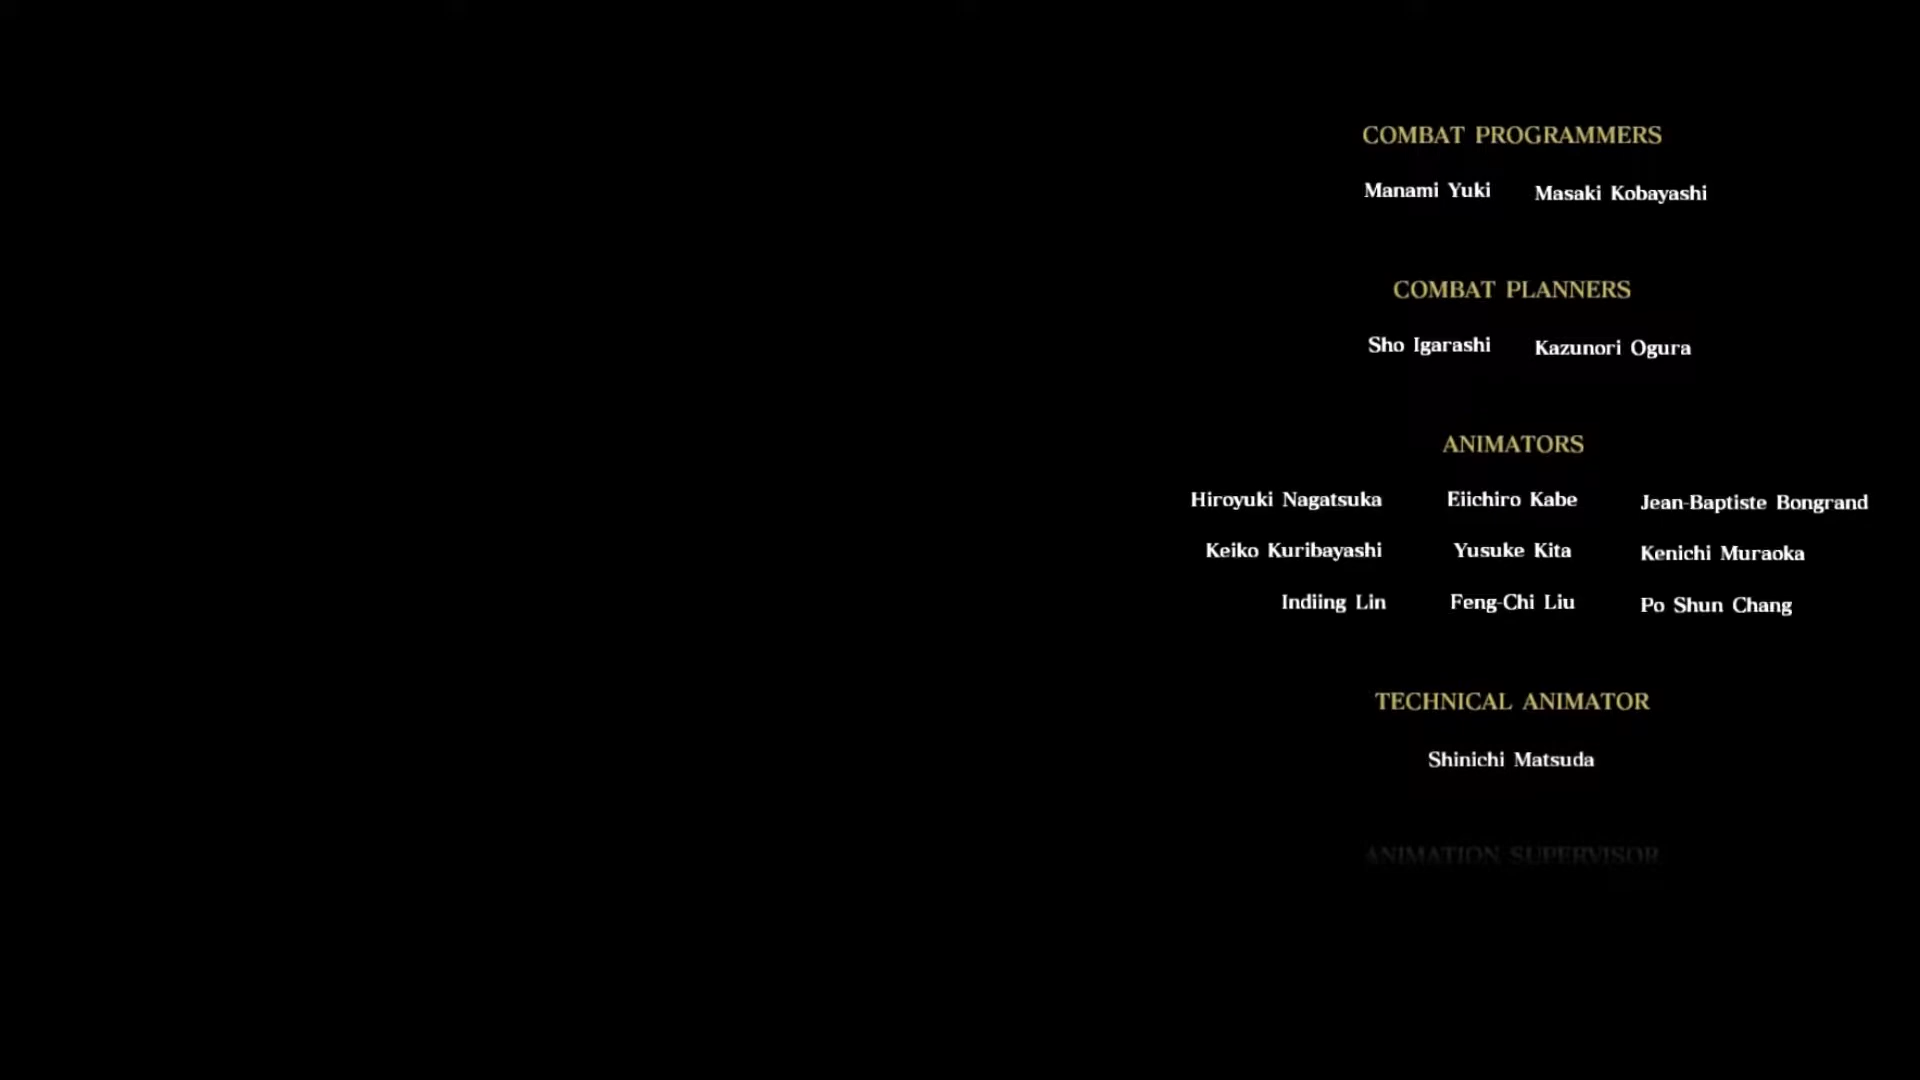 COMBAT PROGRAMMERS
Manami Yuki Masaki Kobayashi
COMBAT PLANNERS
Sho Igarashi Kazunori Ogura
ANIMATORS
Hiroyuki Nagatsuka Eiichiro Kabe Jean-Baptiste Bongrand
Keiko Kuribayashi Yusuke Kita Kenichi Muraoka
Indiing Lin Feng-Chi Liu Po Shun Chang
TECHNICAL ANIMATOR
Shinichi Matsuda
ANIMATION SUPERVISOR